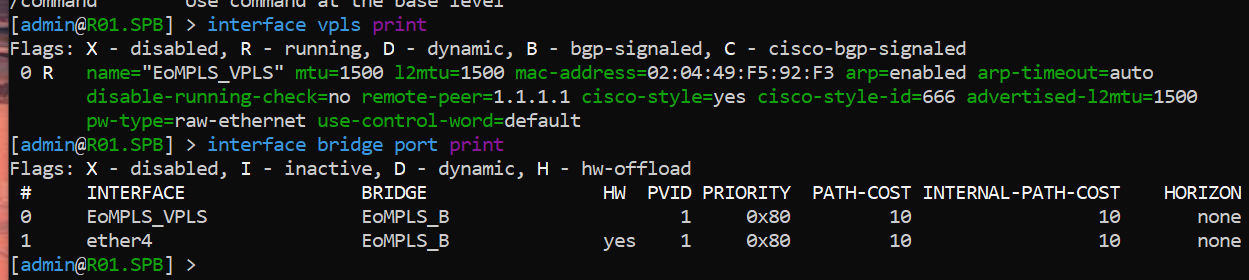 /command Use command at the base level
[admin@R01.SPB] > interface vpls print
Flags: X - disabled, R - running, D - dynamic, B - bgp-signaled, C - cisco-bgp-signaled
0 R name="EoMPLS_VPLS" mtu=1500 l2mtu=1500 mac-address=02:04:49:F5:92:F3 arp=enabled arp-timeout=auto
disable-running-check=no remote-peer=1.1.1.1 cisco-style=yes cisco-style-id=666 advertised-l2mtu=1500
pw-type=raw-ethernet use-control-word=default
[admin@R01.SPB] > interface bridge port print
Flags: X - disabled, I - inactive, D - dynamic, H - hw-offload
# INTERFACE BRIDGE HW PVID PRIORITY PATH-COST INTERNAL-PATH-COST HORIZON
0 EoMPLS_VPLS EoMPLS_B 1 0x80 10 10 none
1 ether4 EoMPLS_B yes 1 0x80 10 10 none
[admin@R01.SPB] >